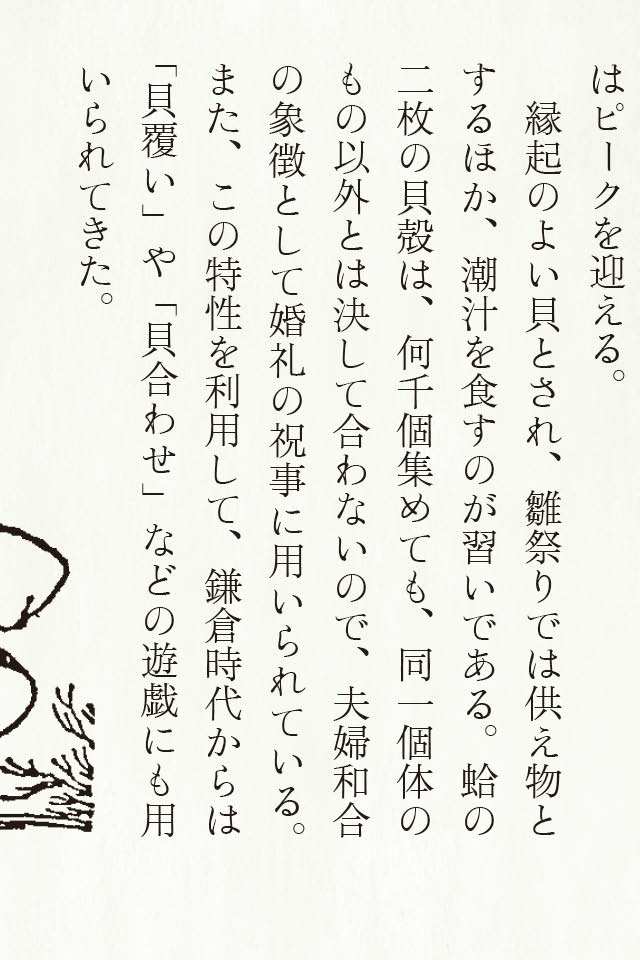 はピークを迎える。
　縁起のよい貝とされ、雛祭りでは供え物と
するほか、潮汁を食すのが習いである。蛤の
二枚の貝殻は、何千個集めても、同一個体の
もの以外とは決して合わないので、夫婦和合
の象徴として婚礼の祝事に用いられている。
また、この特性を利用して、鎌倉時代からは
「貝覆い」や「貝合わせ」などの遊戯にも用
いられてきた。